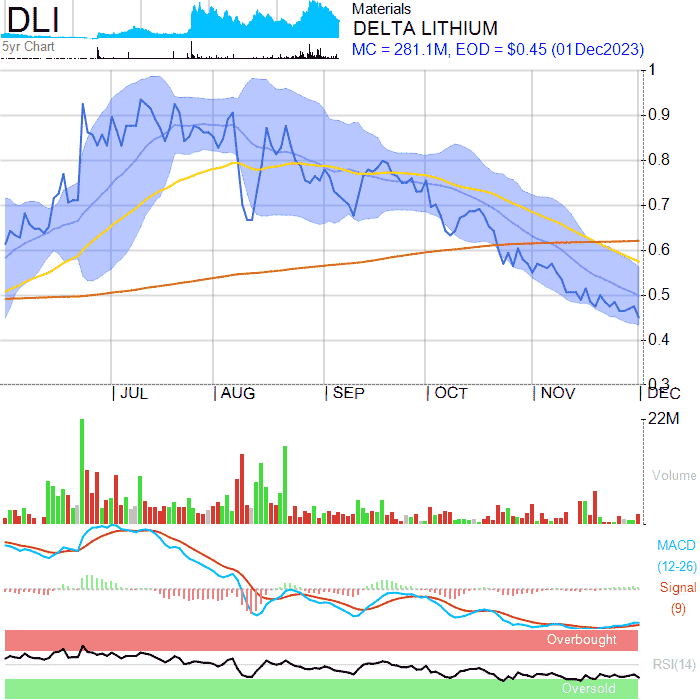 DLI
5yr Chart
Materials
DELTA LITHIUM
MC = 281.1M, EOD = $0.45 (01Dec2023)
1
0.9
0.8
0.7
0.6
0.5
0.4
0.3
JUL AUG SEP OCT NOV DEC
22M
Volume
MACD
(12-26)
Signal
(9)
Overbought
RSI(14)
Oversold